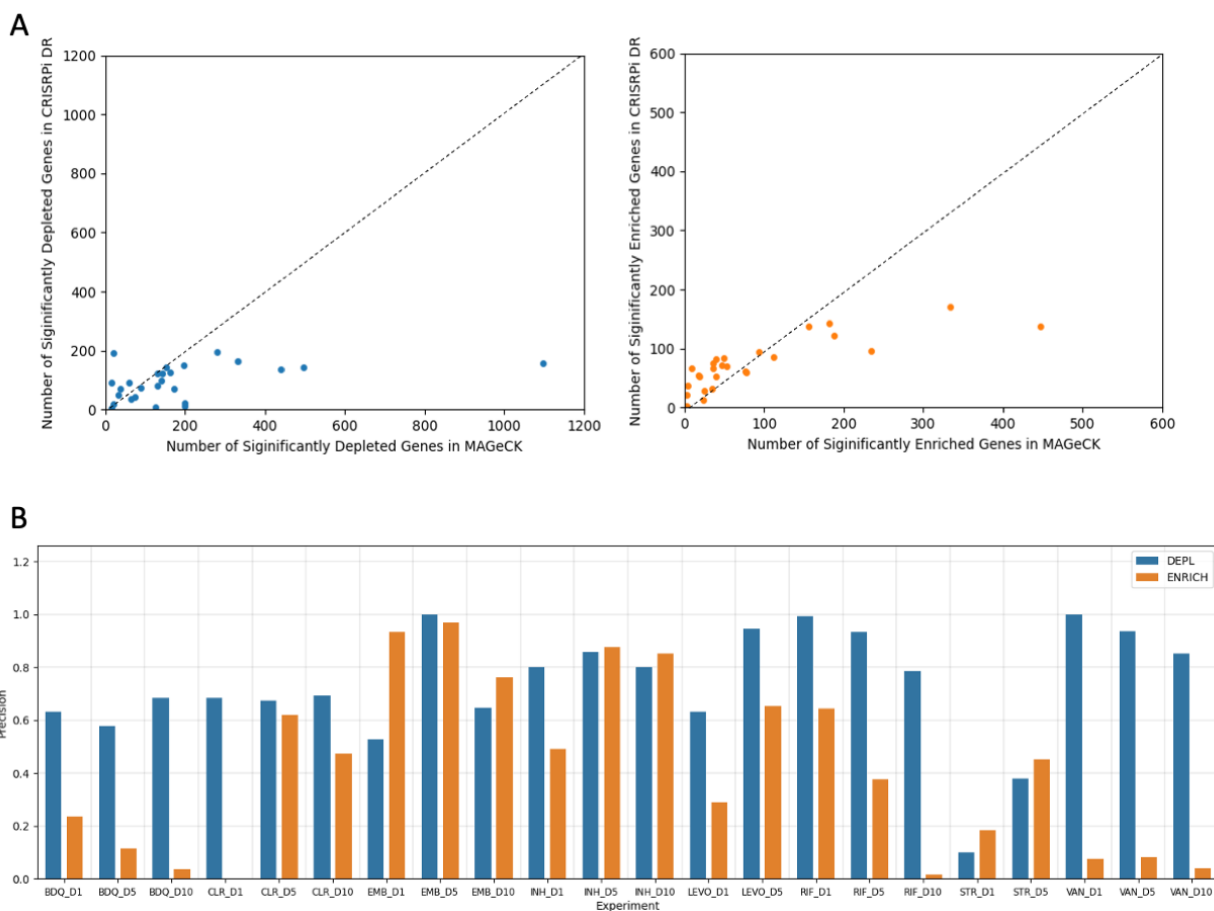 A
Number of Siginificantly Depleted Genes in CRISRPi DR
1200
1000
800
600
400
200
0
0 200 400 600 800 1000 1200
Number of Siginificantly Depleted Genes in MAGeCK
Number of Siginificantly Enriched Genes in CRISRPi DR
600
500
400
300
200
100
0
0 100 200 300 400 500 600
Number of Siginificantly Enriched Genes in MAGeCK
B
Precision
1.2
1.0
0.8
0.6
0.4
0.2
0.0
DEPL
ENRICH
BDQ_D1 BDQ_D5 BDQ_D10 CLR_D1 CLR_D5 CLR_D10 EMB_D1 EMB_D5 EMB_D10 INH_D1 INH_D5 INH_D10 LEVO_D1 LEVO_D5 RIF_D1 RIF_D5 RIF_D10 STR_D1 STR_D5 VAN_D1 VAN_D5 VAN_D10
Experiment